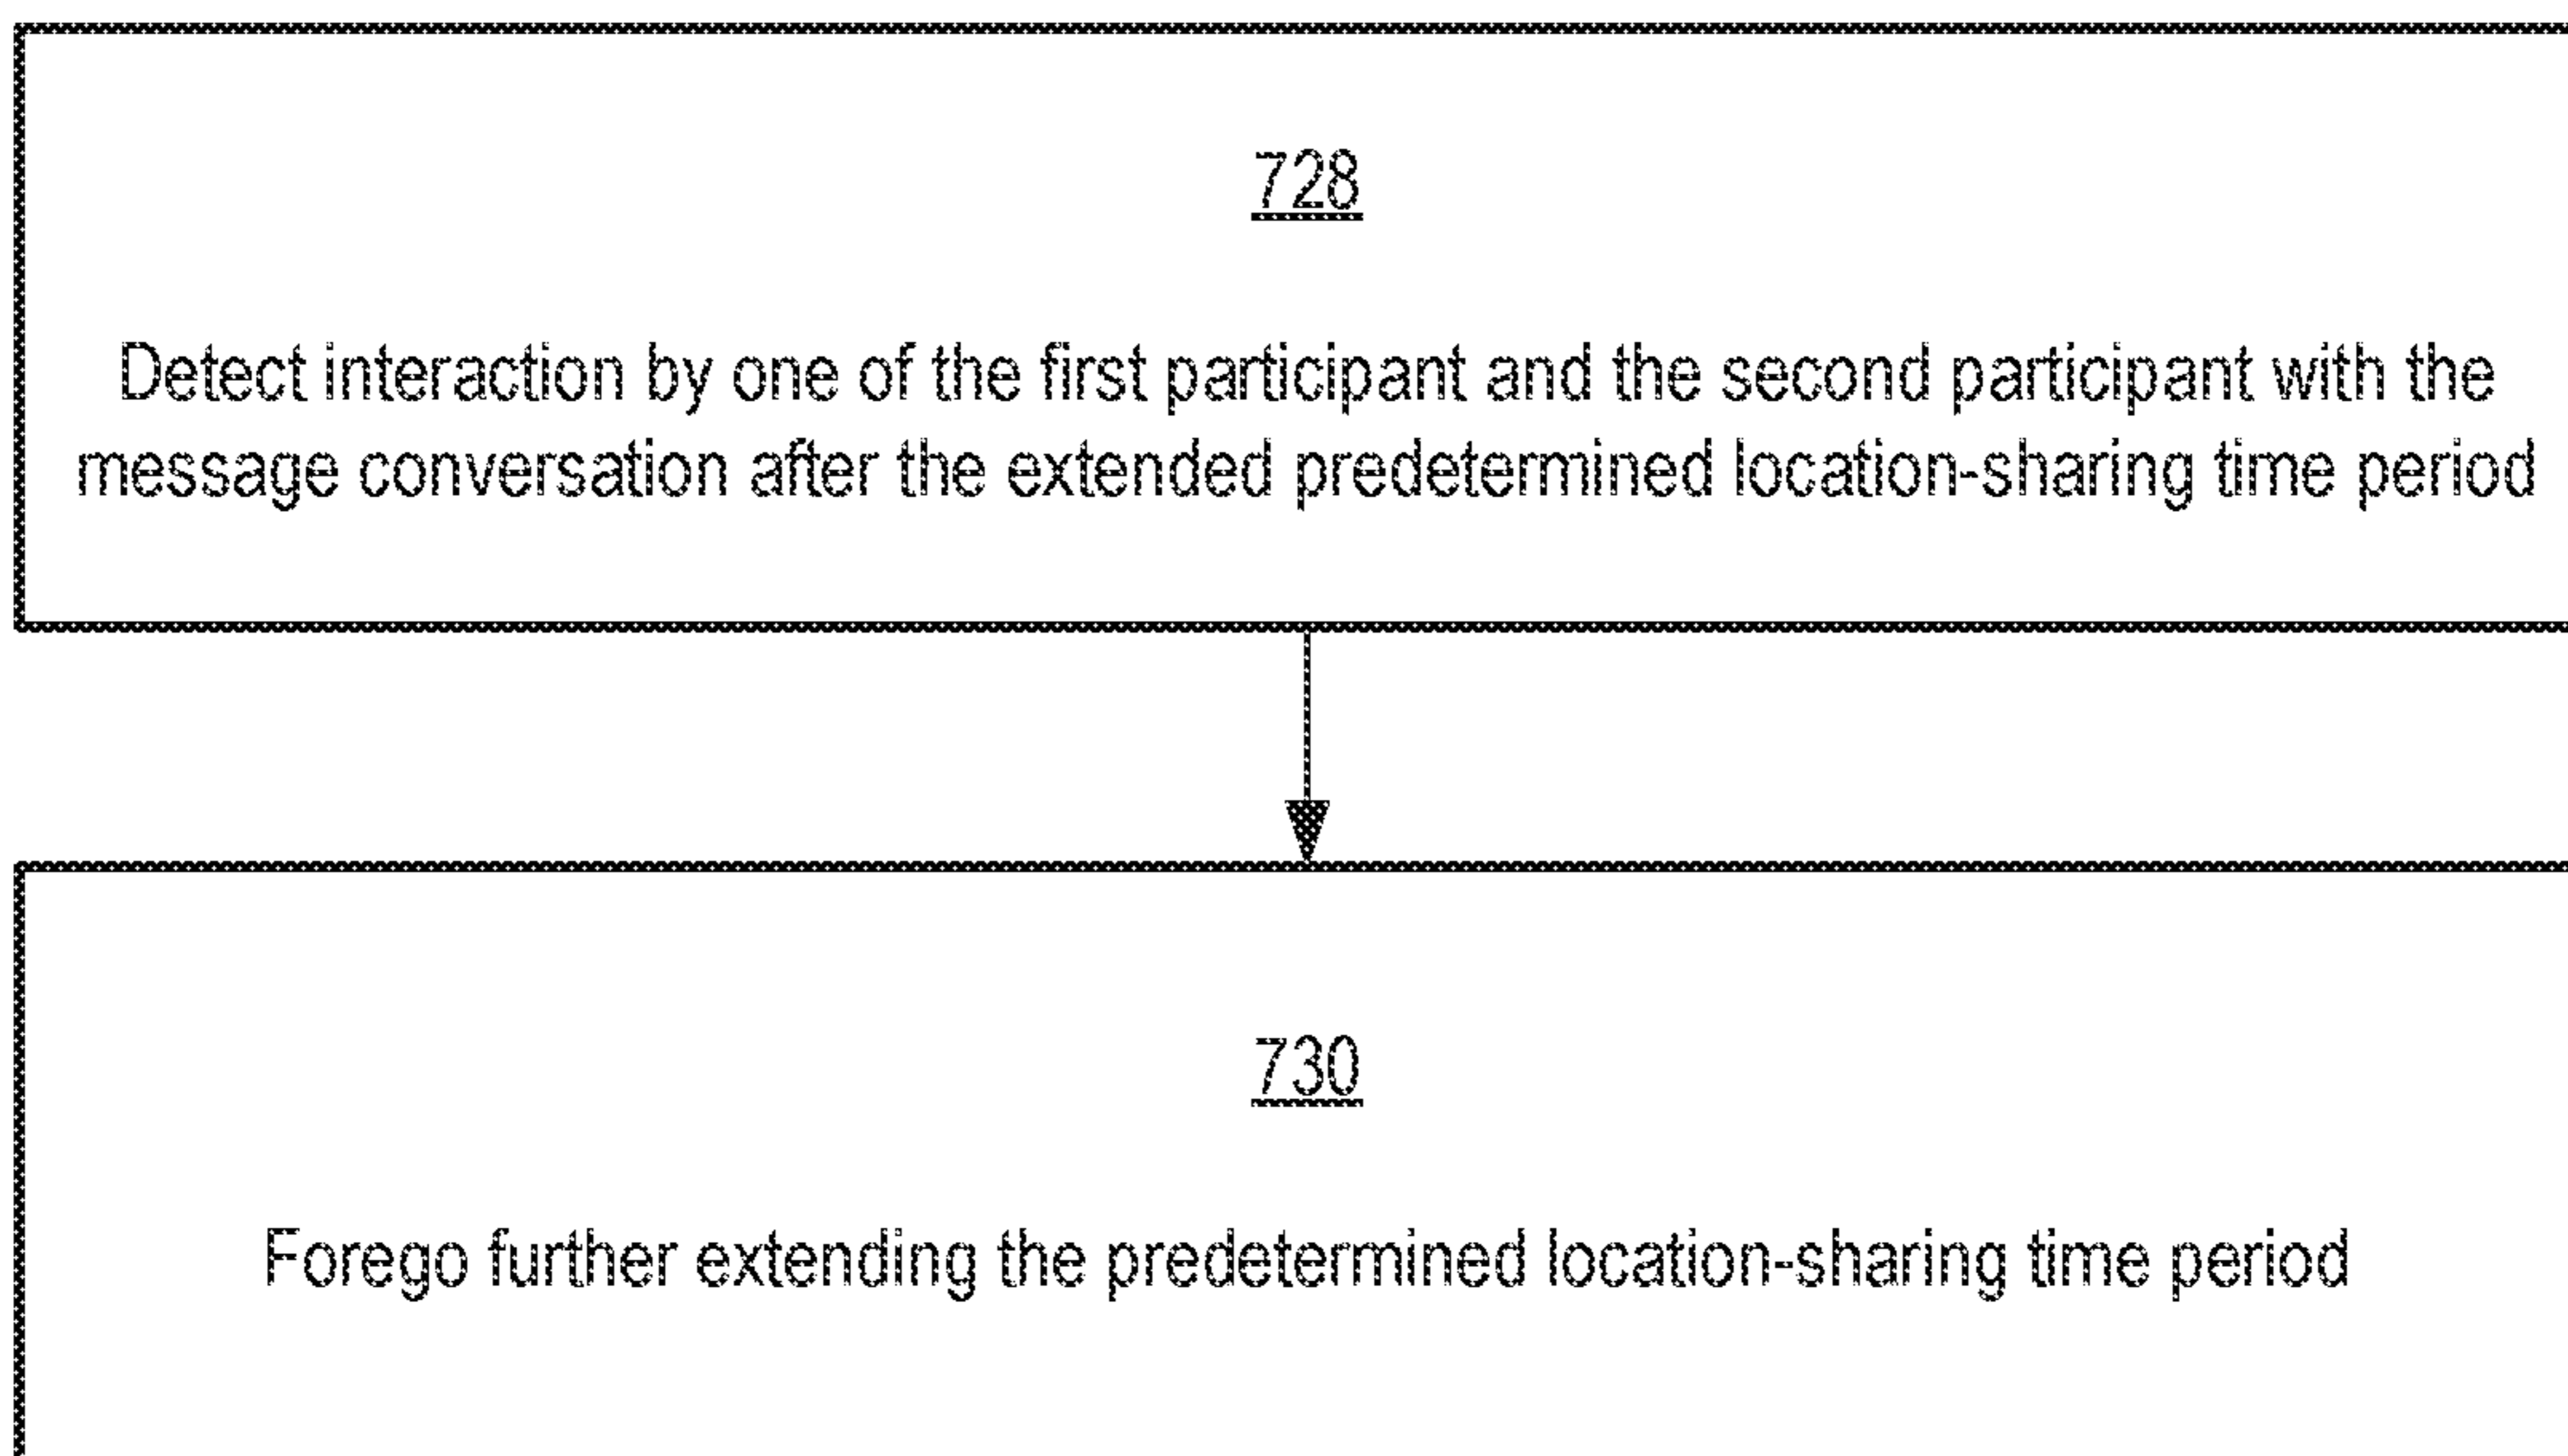 728
Detect interaction by one of the first participant and the second participant with the
message conversation after the extended predetermined location-sharing time period
730
Forego further extending the predetermined location-sharing time period